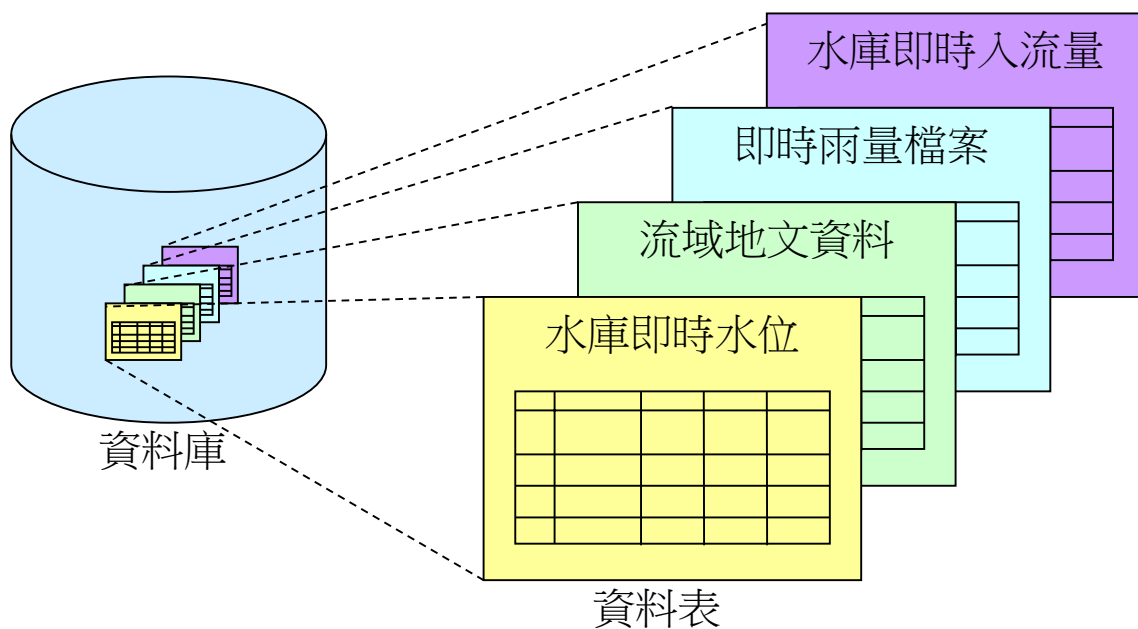 水庫即時入流量
即時雨量檔案
流域地文資料
水庫即時水位
資料庫
資料表